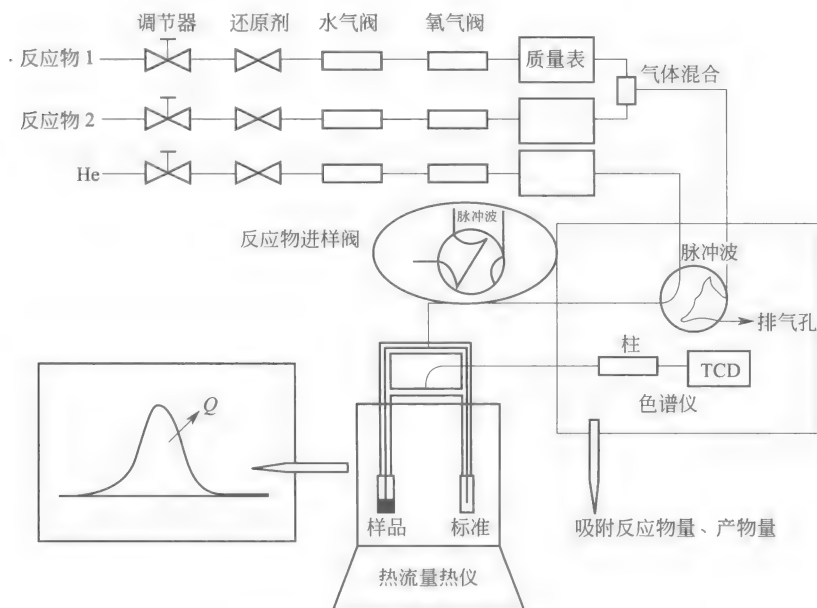 调节器 还原剂 水气阀 氧气阀
反应物 1
质量表
气体混合
反应物 2
He
反应物进样阀
脉冲波
脉冲波
排气孔
柱
TCD
色谱仪
Q
样品
标准
吸附反应物量、产物量
热流量热仪